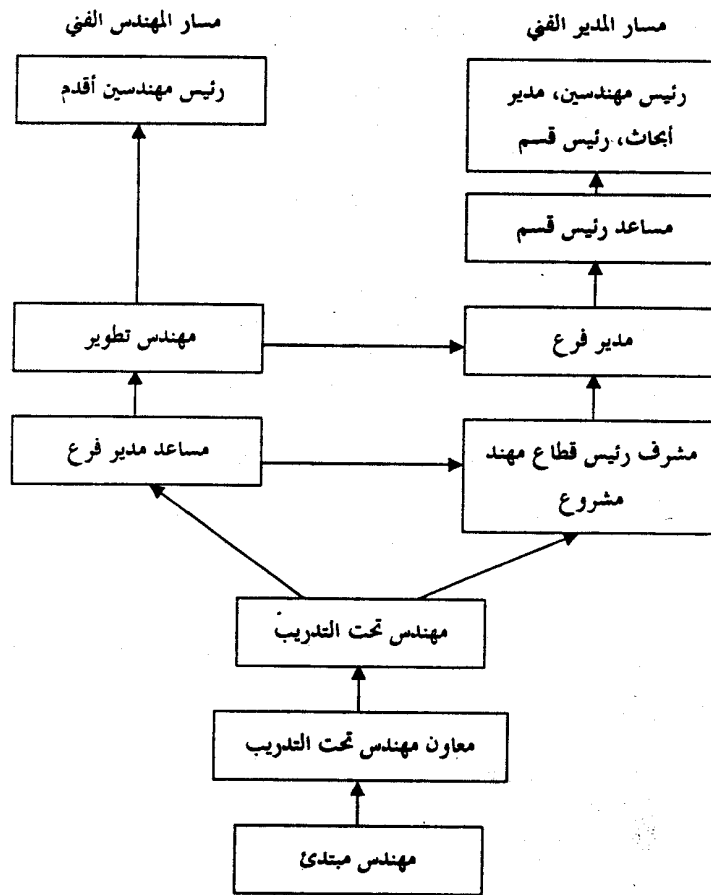 مسار المدير الفني
مسار المهندس الفني
رئيس مهندسين، مدير
أبحاث، رئيس قسم
رئيس مهندسين أقدم
مساعد رئيس قسم
مدير فرع
مهندس تطوير
مشرف رئيس قطاع مهند
مشروع
مساعد مدير فرع
مهندس تحت التدريب
معاون مهندس تحت التدريب
مهندس مبتدئ